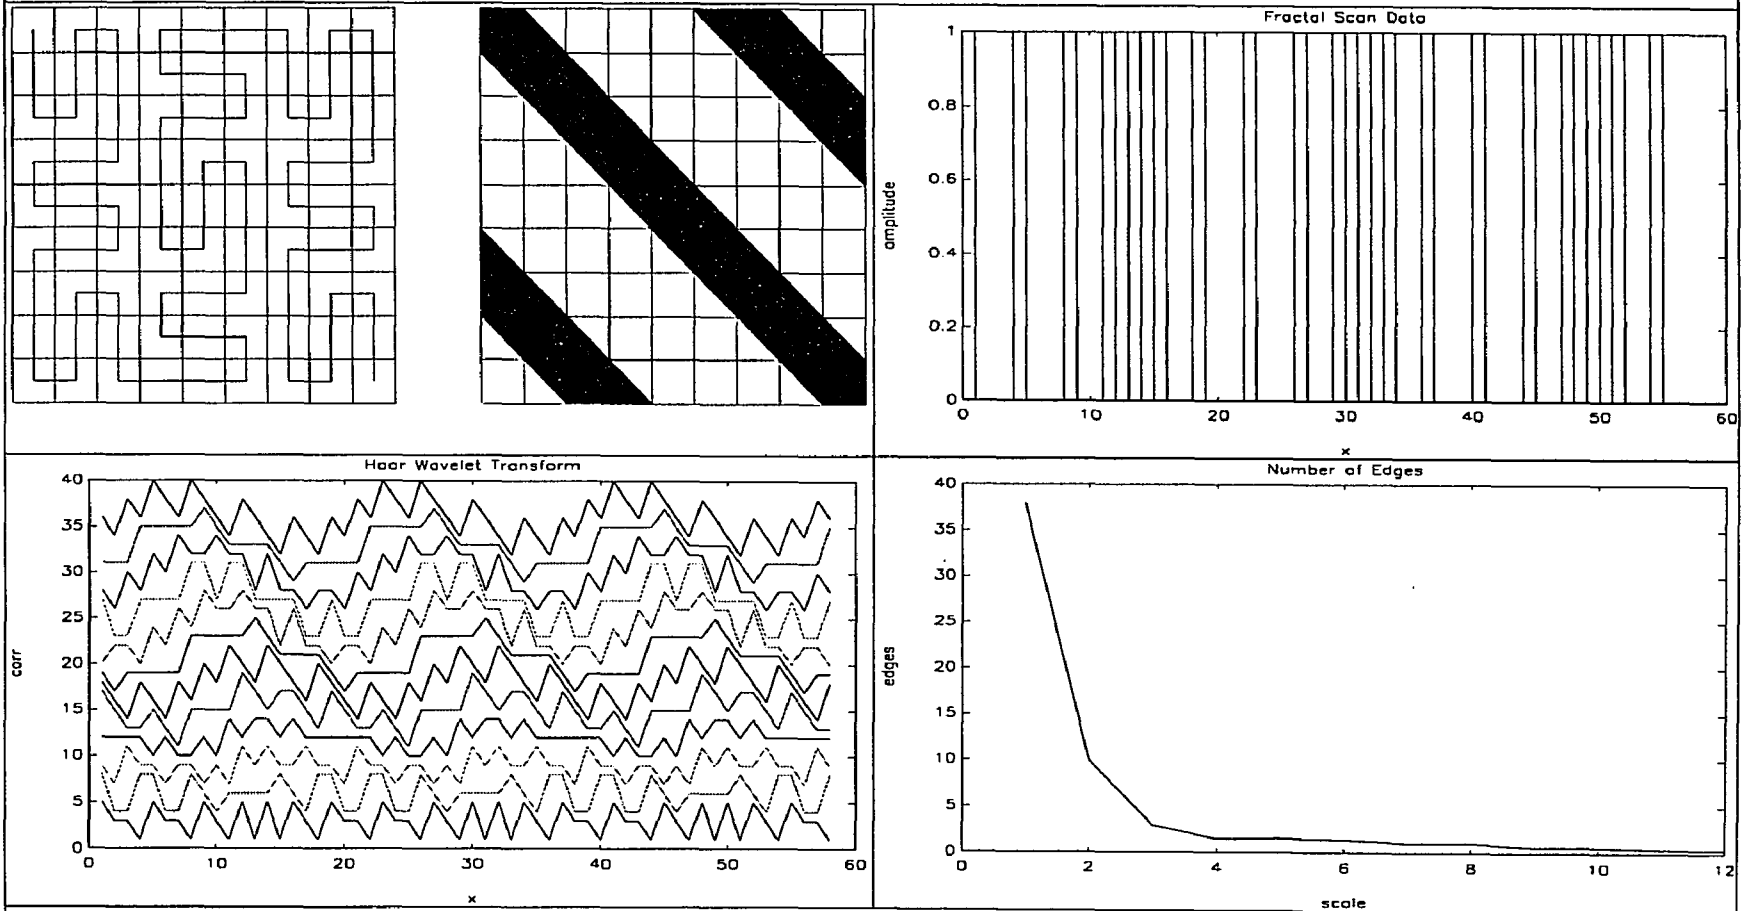 Fractal Scan Data
amplitude
1
0.8
0.6
0.4
0.2
0
0 10 20 30 40 50 60
x
Haar Wavelet Transform
corr
40
35
30
25
20
15
10
5
0
0 10 20 30 40 50 60
x
Number of Edges
edges
40
35
30
25
20
15
10
5
0
0 2 4 6 8 10 12
scale